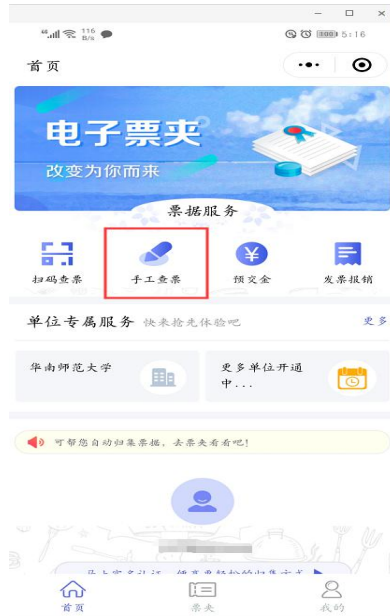 46 116 B/s 5:16
首页
电子票夹
改变为你而来
票据服务
扫码查票 手工查票 预交金 发票报销
单位专属服务 快来抢先体验吧 更多
华南师范大学 更多单位开通
中...
可帮您自动归集票据，去票夹看看吧!
首页 票夹 我的